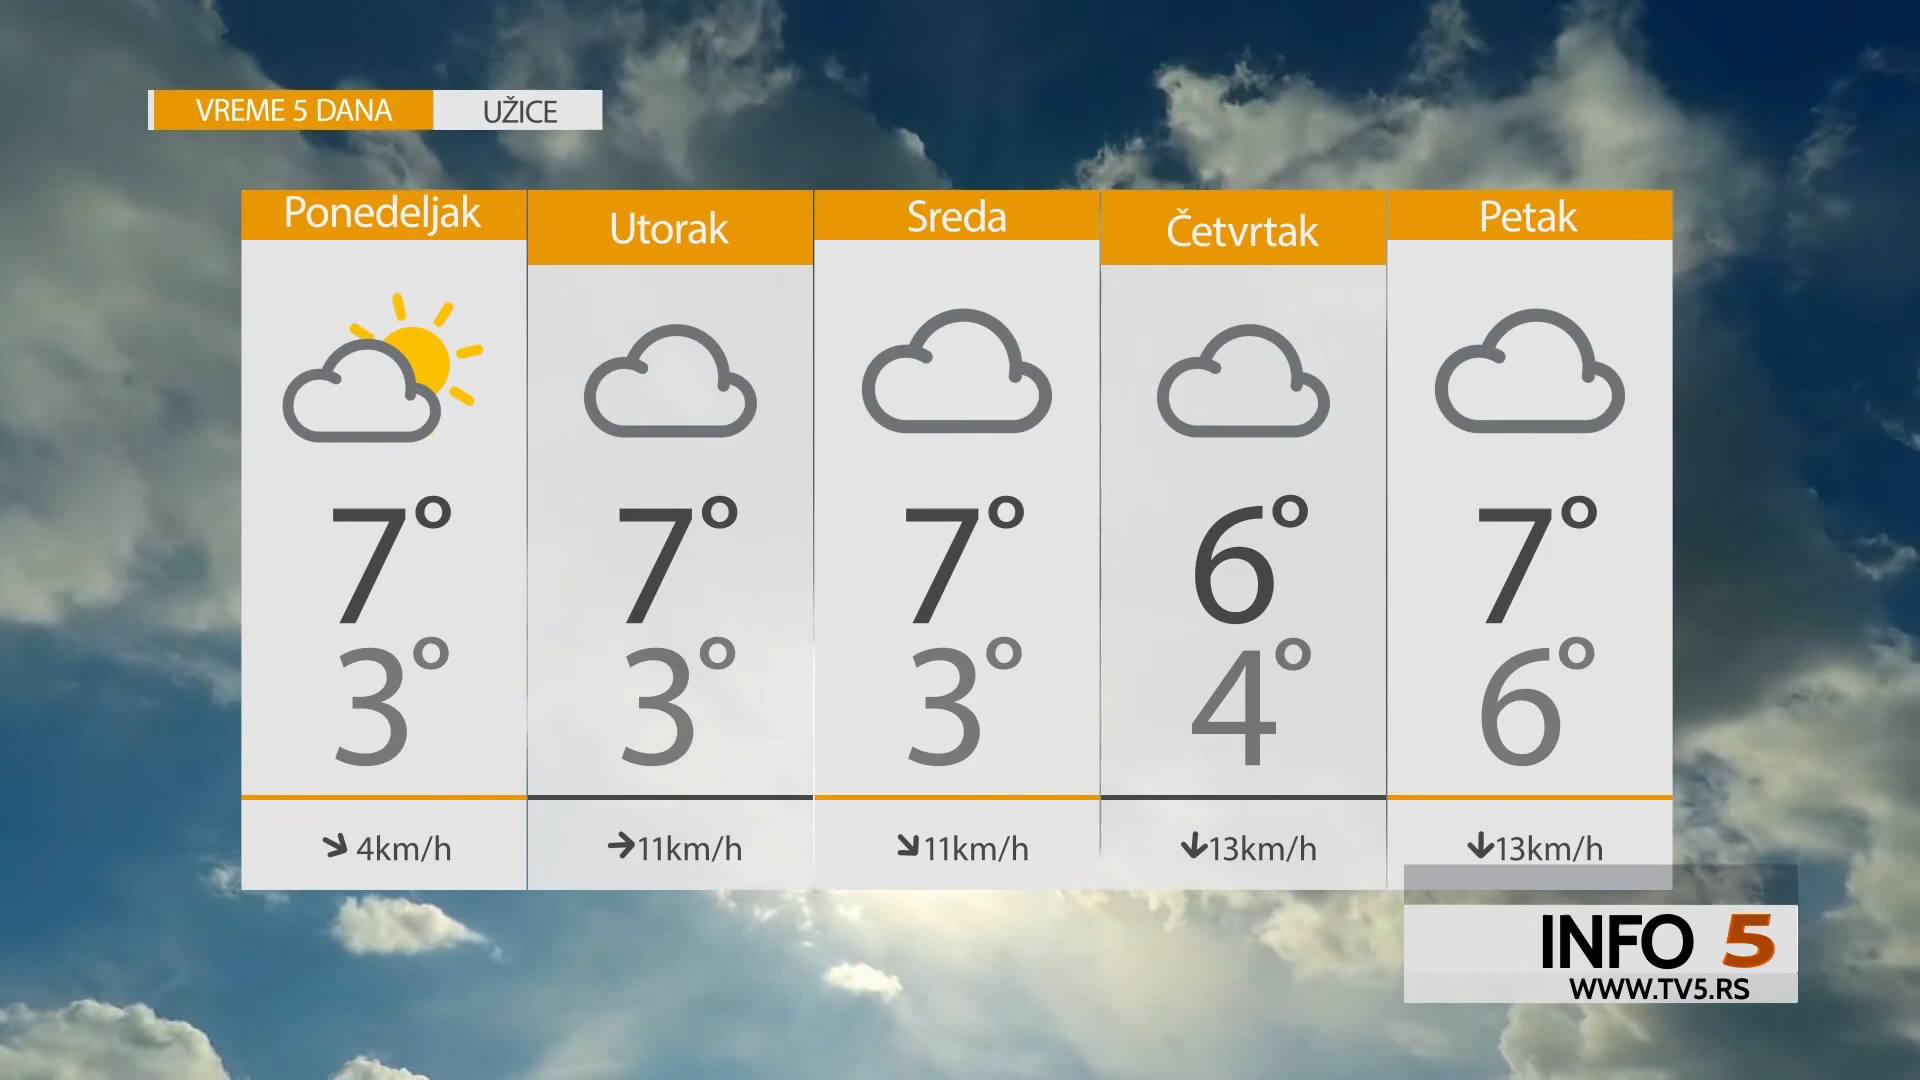 VREME 5 DANA UŽICE
Ponedeljak Utorak Sreda Četvrtak Petak
7° 7° 7° 6° 7°
3° 3° 3° 4° 6°
4km/h 11km/h 11km/h 13km/h 13km/h
INFO 5
WWW.TV5.RS